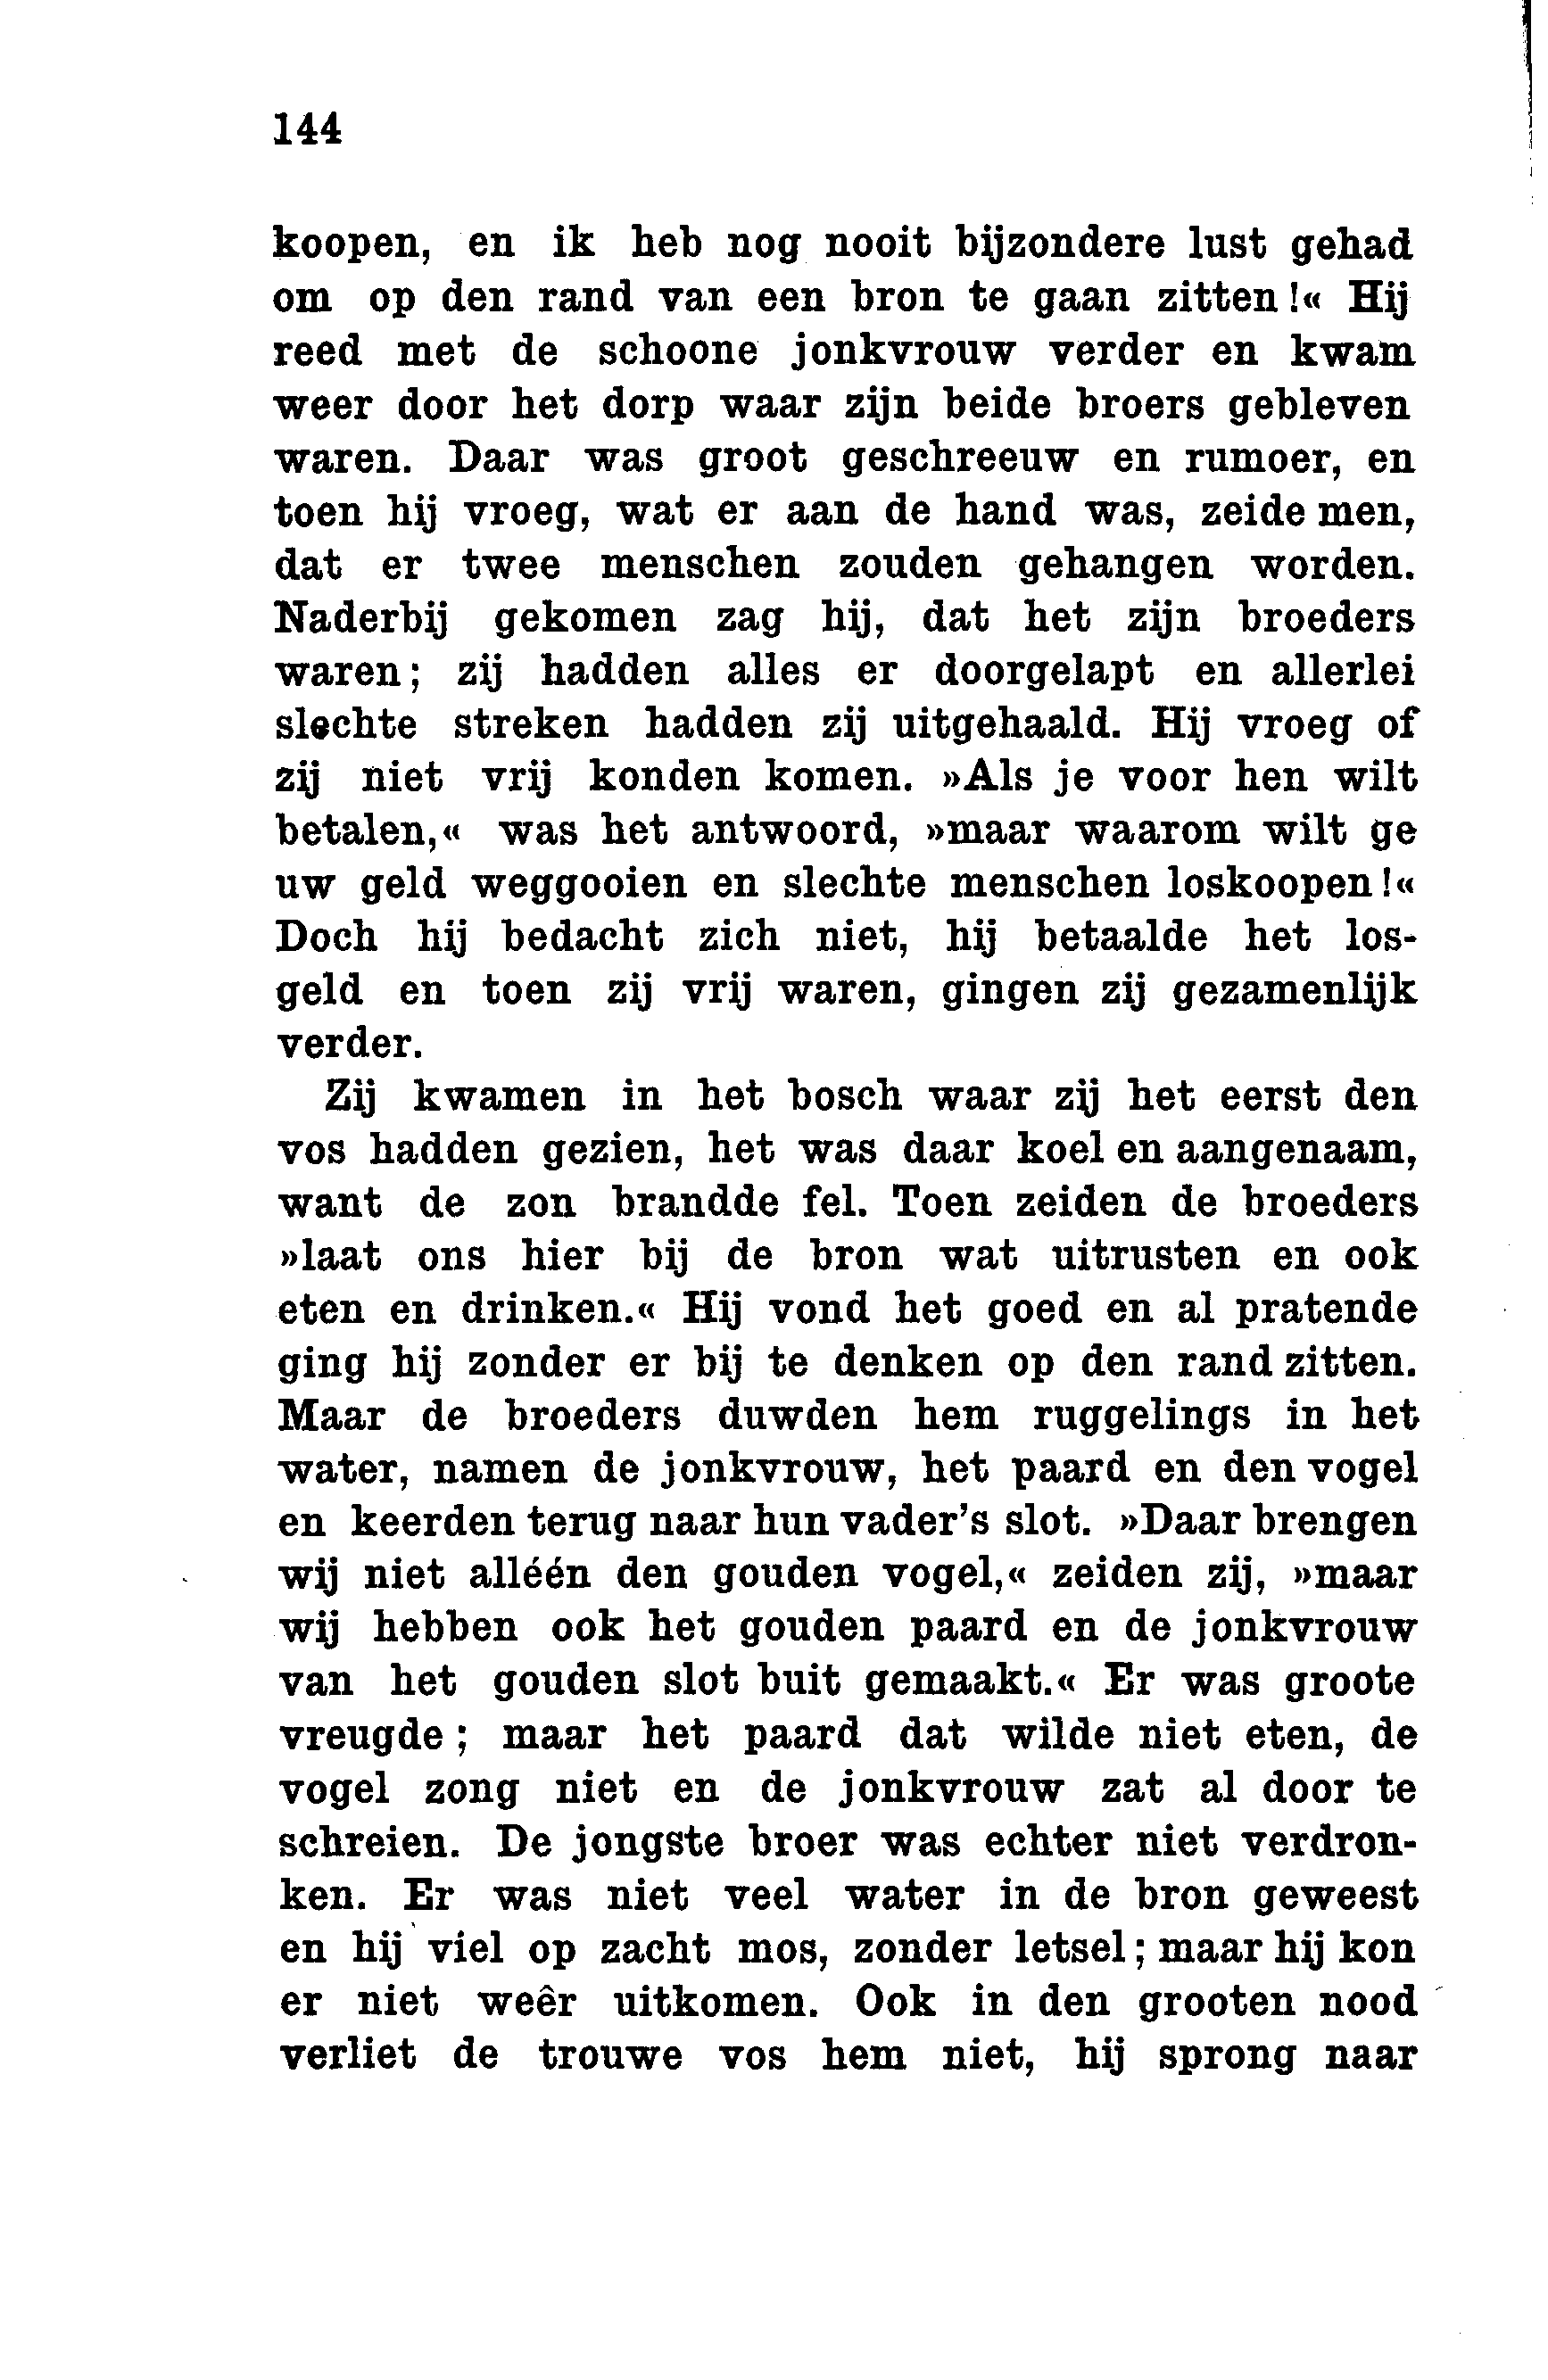 144
koopen, en ik heb nog nooit bijzondere lust gehad
om op den rand van een bron te gaan zitten!« Hij
reed met de schoone jonkvrouw verder en kwam
weer door het dorp waar zijn beide broers gebleven
waren. Daar was groot geschreeuw en rumoer, en
toen hij vroeg, wat er aan de hand was, zeide men,
dat er twee menschen zouden gehangen worden.
Naderbij gekomen zag hij, dat het zijn broeders
waren; zij hadden alles er doorgelapt en allerlei
slechte streken hadden zij uitgehaald. Hij vroeg of
zij niet vrij konden komen. »Als je voor hen wilt
betalen,« was het antwoord, »maar waarom wilt ge
uw geld weggooien en slechte menschen loskoopen!«
Doch hij bedacht zich niet, hij betaalde het los-
geld en toen zij vrij waren, gingen zij gezamenlijk
verder.
Zij kwamen in het bosch waar zij het eerst den
vos hadden gezien, het was daar koel en aangenaam,
want de zon brandde fel. Toen zeiden de broeders
»laat ons hier bij de bron wat uitrusten en ook
eten en drinken.« Hij vond het goed en al pratende
ging hij zonder er bij te denken op den rand zitten.
Maar de broeders duwden hem ruggelings in het
water, namen de jonkvrouw, het paard en den vogel
en keerden terug naar hun vader's slot. »Daar brengen
wij niet alléén den gouden vogel,« zeiden zij, »maar
wij hebben ook het gouden paard en de jonkvrouw
van het gouden slot buit gemaakt.« Er was groote
vreugde; maar het paard dat wilde niet eten, de
vogel zong niet en de jonkvrouw zat al door te
schreien. De jongste broer was echter niet verdron-
ken. Er was niet veel water in de bron geweest
en hij viel op zacht mos, zonder letsel; maar hij kon
er niet weêr uitkomen. Ook in den grooten nood
verliet de trouwe vos hem niet, hij sprong naar